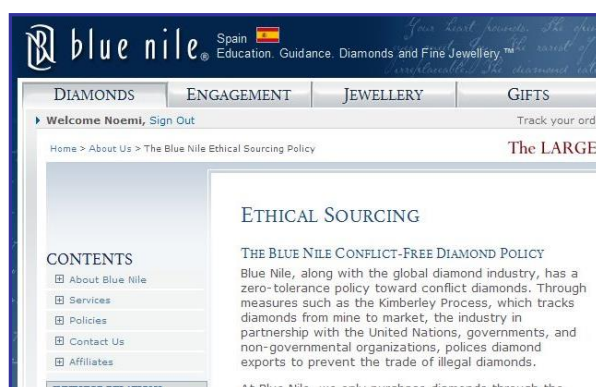 blue nile®
Spain
Education. Guidance. Diamonds and Fine Jewellery.™
DIAMONDS
ENGAGEMENT
JEWELLERY
GIFTS
Welcome Noemi, Sign Out
Track your ord
Home > About Us > The Blue Nile Ethical Sourcing Policy
The LARGE
ETHICAL SOURCING
CONTENTS
About Blue Nile
Services
Policies
Contact Us
Affiliates
THE BLUE NILE CONFLICT-FREE DIAMOND POLICY
Blue Nile, along with the global diamond industry, has a
zero-tolerance policy toward conflict diamonds. Through
measures such as the Kimberley Process, which tracks
diamonds from mine to market, the industry in
partnership with the United Nations, governments, and
non-governmental organizations, polices diamond
exports to prevent the trade of illegal diamonds.
At Blue Nile, we only purchase diamonds through the